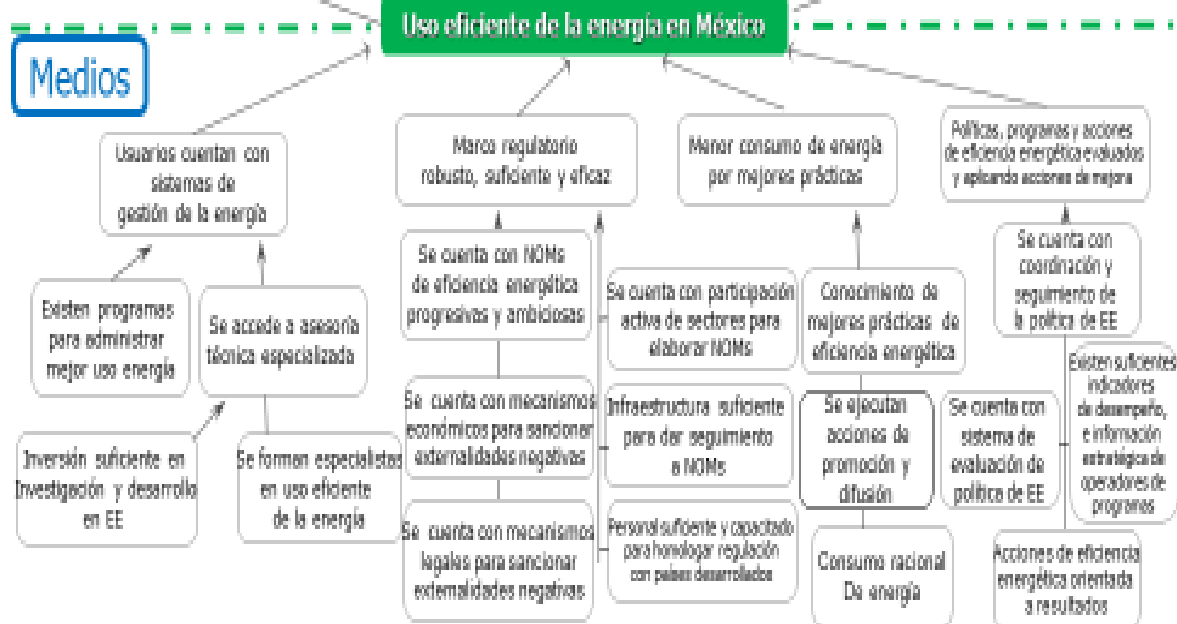 Uso eficiente de la energía en México
Medios
Usuarios cuentan con
sistemas de
gestión de la energía
Marco regulatorio
robusto, suficiente y eficaz
Menor consumo de energía
por mejores prácticas
Políticas, programas y acciones
de eficiencia energética evaluados
y aplicando acciones de mejora
Existen programas
para administrar
mejor uso energía
Se accede a asesoría
técnica especializada
Inversión suficiente en
Investigación y desarrollo
en EE
Se forman especialistas
en uso eficiente
de la energía
Se cuenta con NOMs
de eficiencia energética
progresivas y ambiciosas
Se cuenta con mecanismos
económicos para sancionar
externalidades negativas
Se cuenta con mecanismos
legales para sancionar
externalidades negativas
Se cuenta con participación
activa de sectores para
elaborar NOMs
Infraestructura suficiente
para dar seguimiento
a NOMs
Personal suficiente y capacitado
para homologar regulación
con países desarrollados
Conocimiento de
mejores prácticas de
eficiencia energética
Se ejecutan
acciones de
promoción y
difusión
Consumo racional
De energía
Se cuenta con
coordinación y
seguimiento de
la política de EE
Se cuenta con
sistema de
evaluación de
política de EE
Existen suficientes
indicadores
de desempeño,
e información
estratégica de
operadores de
programas
Acciones de eficiencia
energética orientada
a resultados